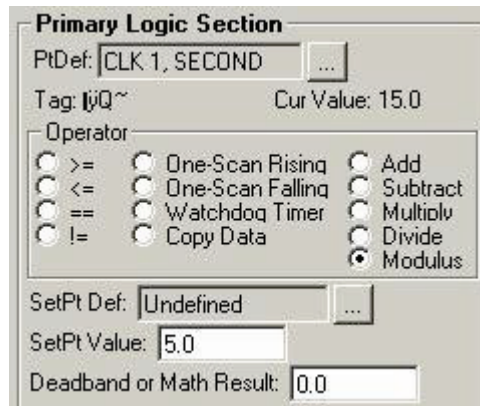 Primary Logic Section
PtDef: CLK 1, SECOND ...
Tag: ÿQ~ Cur Value: 15.0
Operator
>= One-Scan Rising Add
<= One-Scan Falling Subtract
== Watchdog Timer Multiply
!= Copy Data Divide
Modulus
SetPt Def: Undefined ...
SetPt Value: 5.0
Deadband or Math Result: 0.0